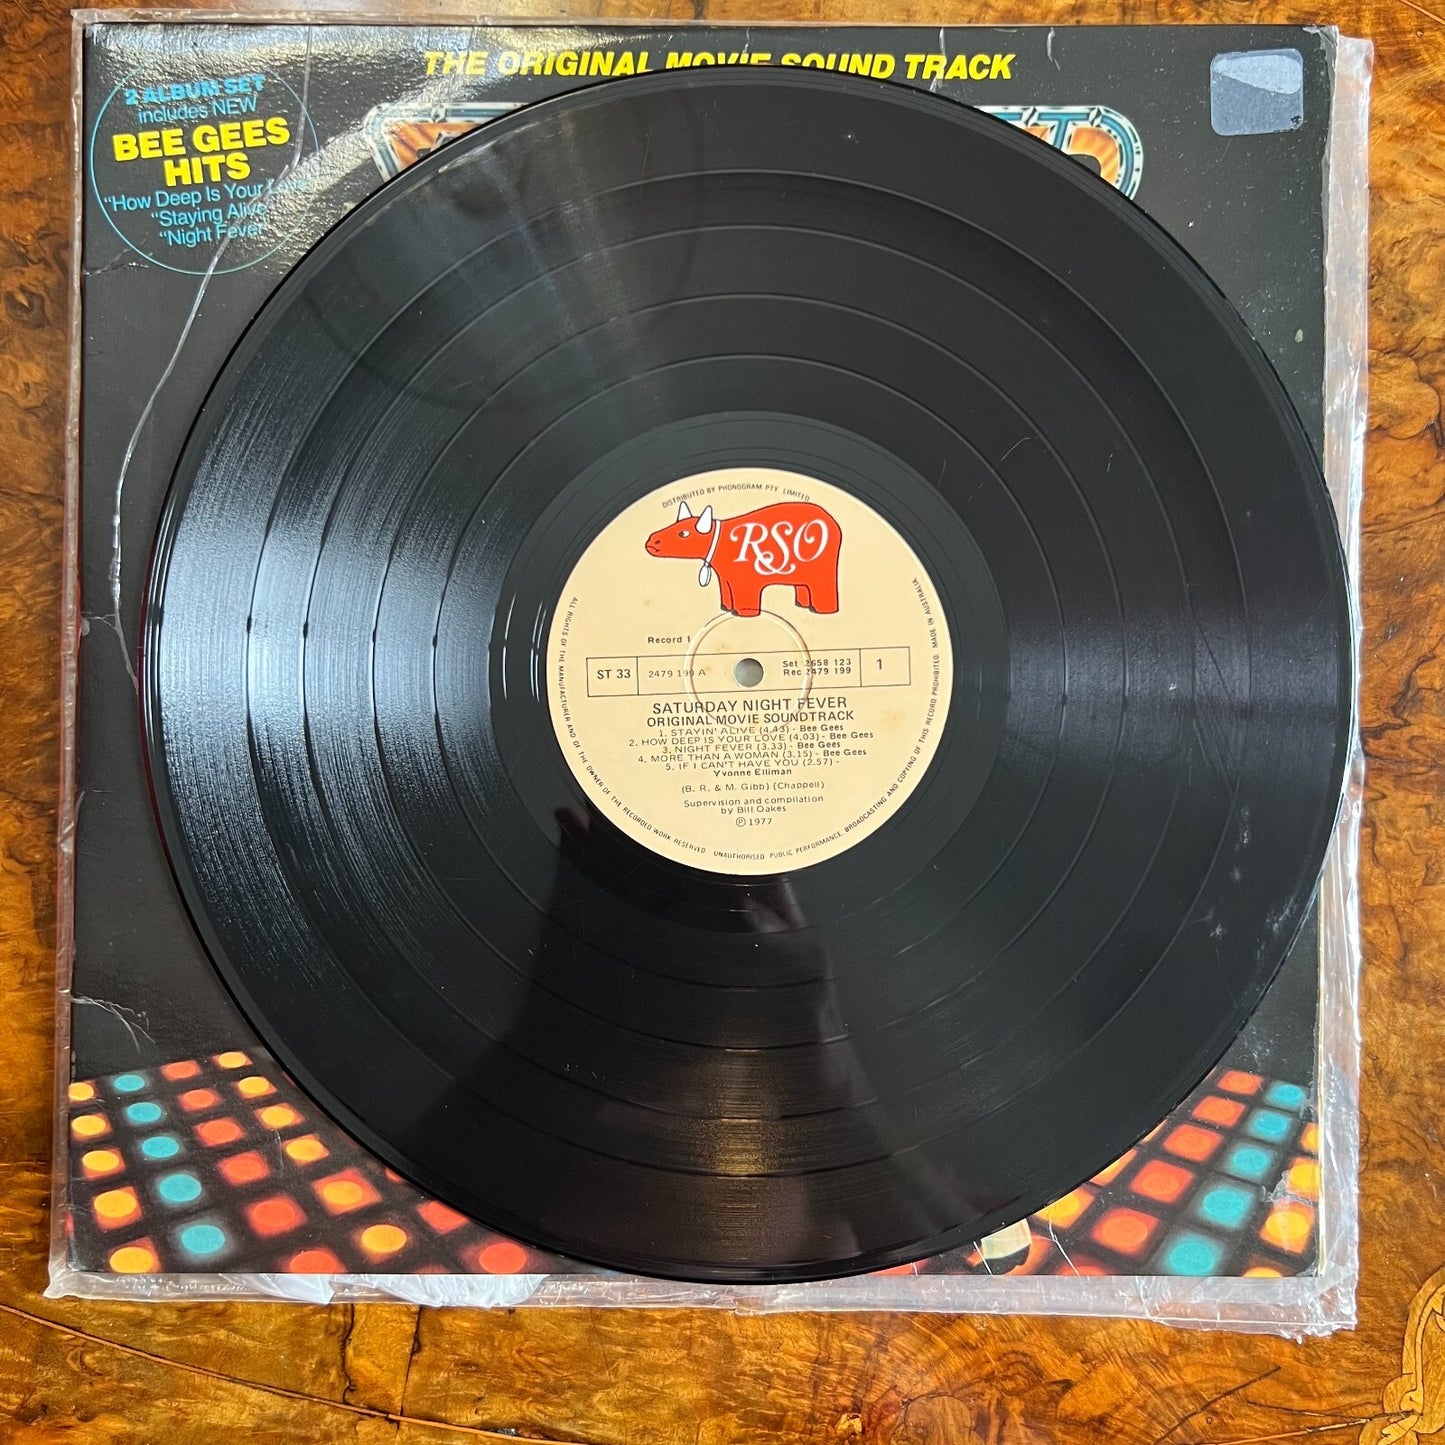 THE ORIGINAL MOVIE SOUND TRACK
2 ALBUM SET
includes NEW
BEE GEES
HITS
"How Deep Is Your Love
"Staying Alive
"Night Fever"
DISTRIBUTED BY PHONOGRAM PTY. LIMITED
RSO
Record 1
ST 33
2479 199 A
Set 2658 123
Rec 2479 199
1
SATURDAY NIGHT FEVER
ORIGINAL MOVIE SOUNDTRACK
1. STAYIN' ALIVE (4.43) - Bee Gees
2. HOW DEEP IS YOUR LOVE (4.03) - Bee Gees
3. NIGHT FEVER (3.33) - Bee Gees
4. MORE THAN A WOMAN (3.15) - Bee Gees
5. IF I CAN'T HAVE YOU (2.57) -
Yvonne Elliman
(B. R. & M. Gibb) (Chappell)
Supervision and compilation
by Bill Oakes
Ⓟ 1977
ALL RIGHTS OF THE MANUFACTURER AND OF THE OWNER OF THE RECORDED WORK RESERVED UNAUTHORISED PUBLIC PERFORMANCE, BROADCASTING AND COPYING OF THIS RECORD PROHIBITED. MADE IN AUSTRALIA.